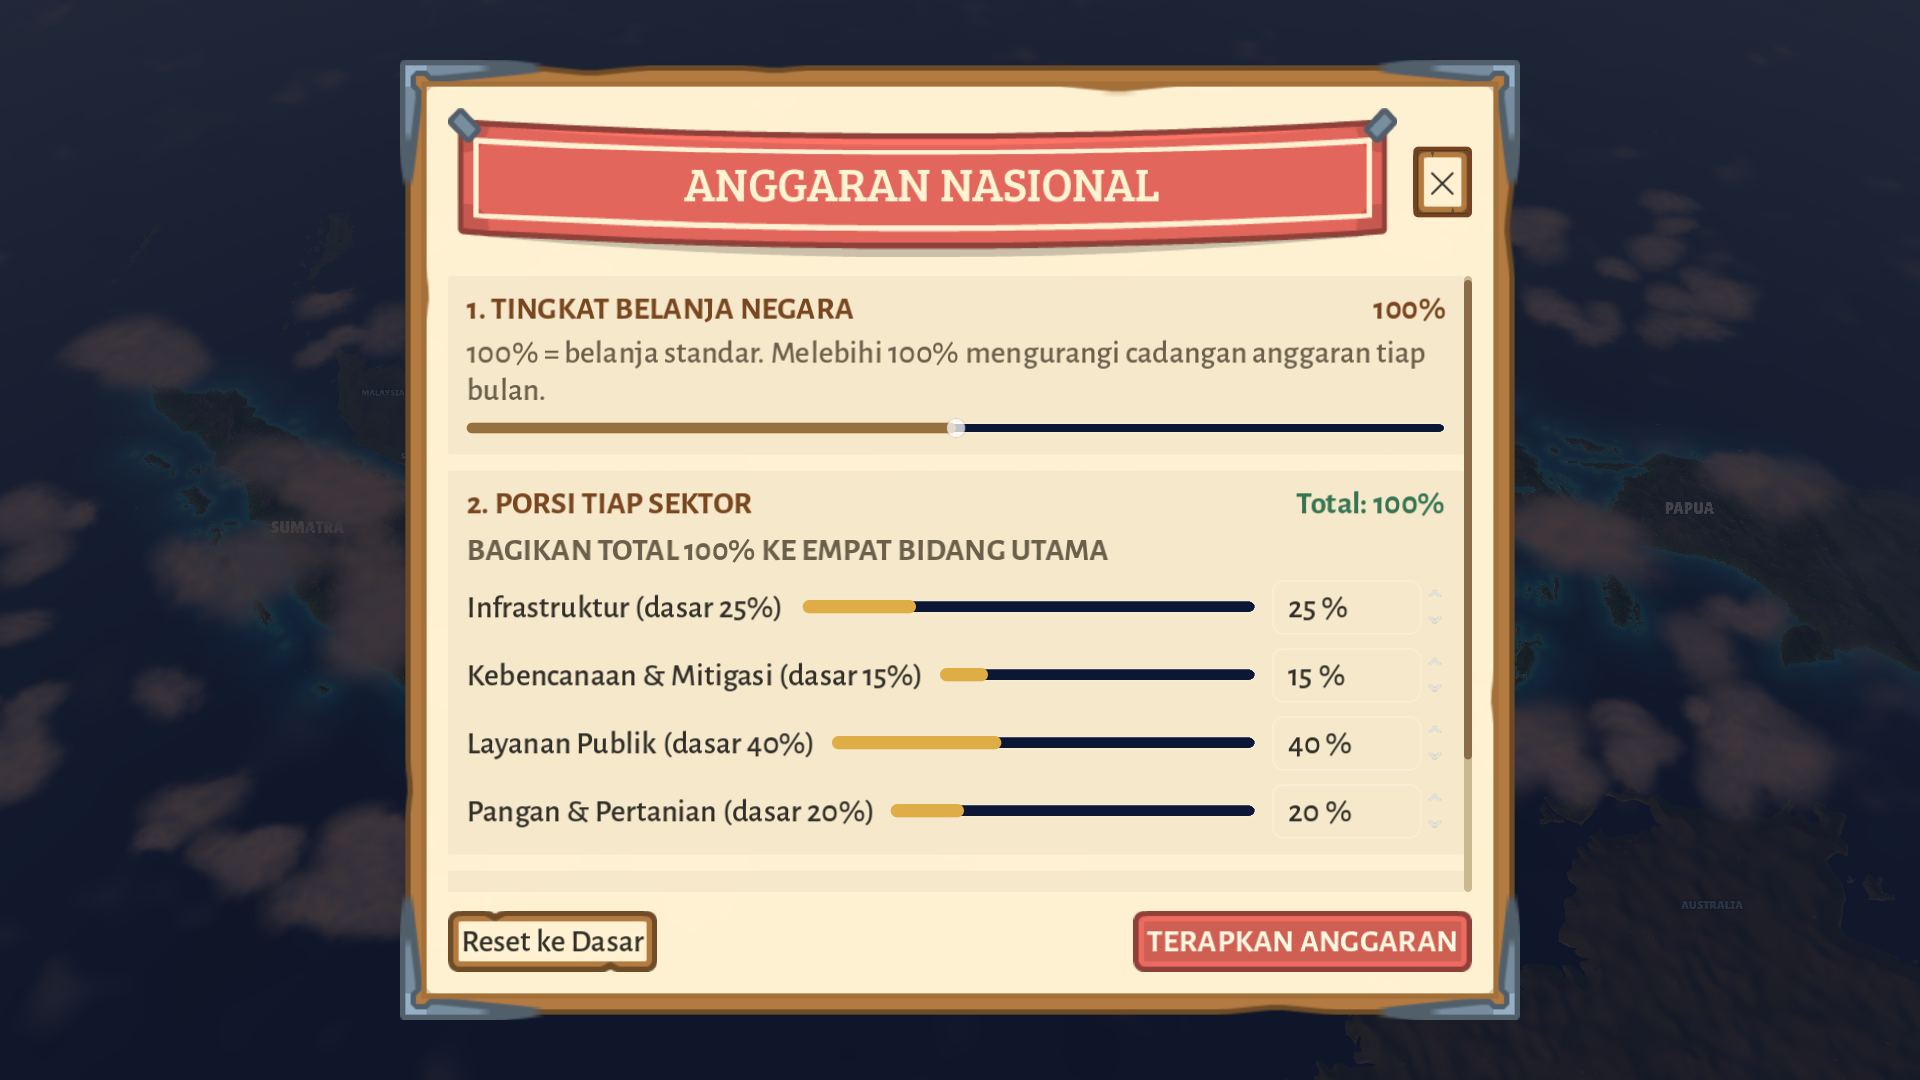 ANGGARAN NASIONAL
1. TINGKAT BELANJA NEGARA 100%
100% = belanja standar. Melebihi 100% mengurangi cadangan anggaran tiap
bulan.
2. PORSI TIAP SEKTOR Total: 100%
BAGIKAN TOTAL 100% KE EMPAT BIDANG UTAMA
Infrastruktur (dasar 25%) 25 %
Kebencanaan & Mitigasi (dasar 15%) 15 %
Layanan Publik (dasar 40%) 40 %
Pangan & Pertanian (dasar 20%) 20 %
Reset ke Dasar
TERAPKAN ANGGARAN
MALAYSIA
SUMATRA
PAPUA
AUSTRALIA